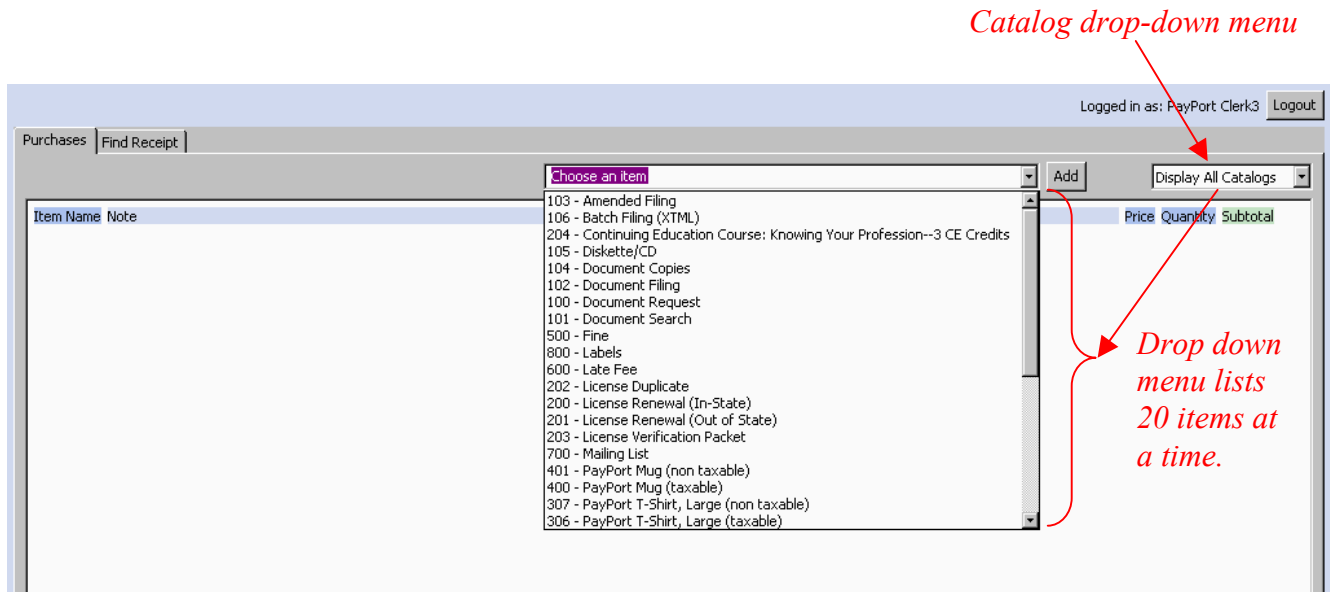 Catalog drop-down menu
Logged in as: PayPort Clerk3 Logout
Purchases Find Receipt
Choose an item Add Display All Catalogs
Item Name Note Price Quantity Subtotal
103 - Amended Filing
106 - Batch Filing (XTML)
204 - Continuing Education Course: Knowing Your Profession--3 CE Credits
105 - Diskette/CD
104 - Document Copies
102 - Document Filing
100 - Document Request
101 - Document Search
500 - Fine
800 - Labels
600 - Late Fee
202 - License Duplicate
200 - License Renewal (In-State)
201 - License Renewal (Out of State)
203 - License Verification Packet
700 - Mailing List
401 - PayPort Mug (non taxable)
400 - PayPort Mug (taxable)
307 - PayPort T-Shirt, Large (non taxable)
306 - PayPort T-Shirt, Large (taxable)
Drop down
menu lists
20 items at
a time.